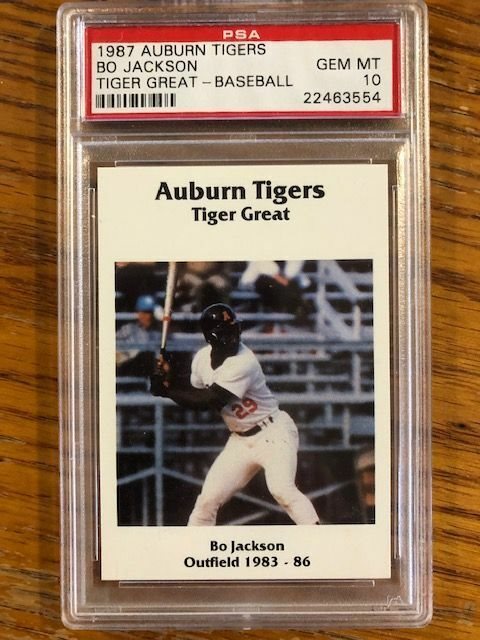 PSA
1987 AUBURN TIGERS
BO JACKSON GEM MT
TIGER GREAT - BASEBALL 10
22463554
Auburn Tigers
Tiger Great
A
29
Bo Jackson
Outfield 1983 - 86